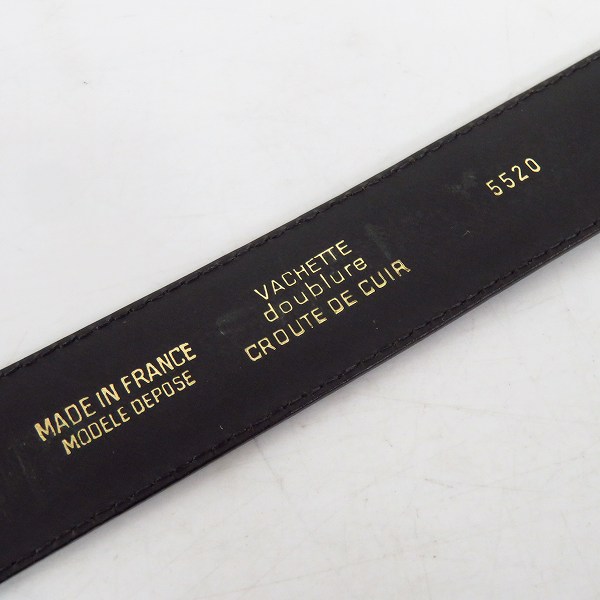 MADE IN FRANCE
MODELE DEPOSE
VACHETTE
doublure
CROUTE DE CUIR
5520